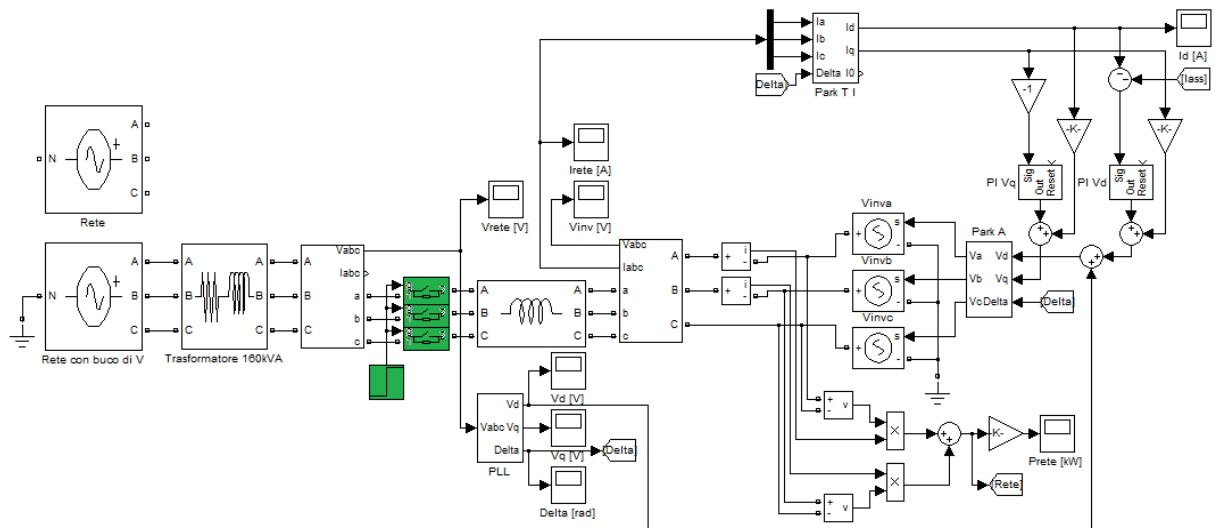 Ia
Ib
Ic
Delta
Id
Iq
I0
Park T I
Delta
Id [A]
[Iass]
-1
-K-
-K-
N
A
B
C
Rete
N
A
B
C
Rete con buco di V
A
B
C
A
B
C
Trasformatore 160kVA
A
B
C
Vabc
Iabc
a
b
c
Vrete [V]
Irete [A]
Vinv [V]
A
B
C
A
B
C
Vabc
Iabc
a
b
c
A
B
C
i
i
Vinva
s
Vinvb
s
Vinvc
s
Park A
Va
Vb
Vc
Vd
Vq
Delta
[Delta]
PI Vq
Sig
Out
Reset
PI Vd
Sig
Out
Reset
Vabc
Vd
Vq
Delta
PLL
Vd [V]
Vq [V]
[Delta]
Delta [rad]
v
v
K-
Prete [kW]
[Rete]